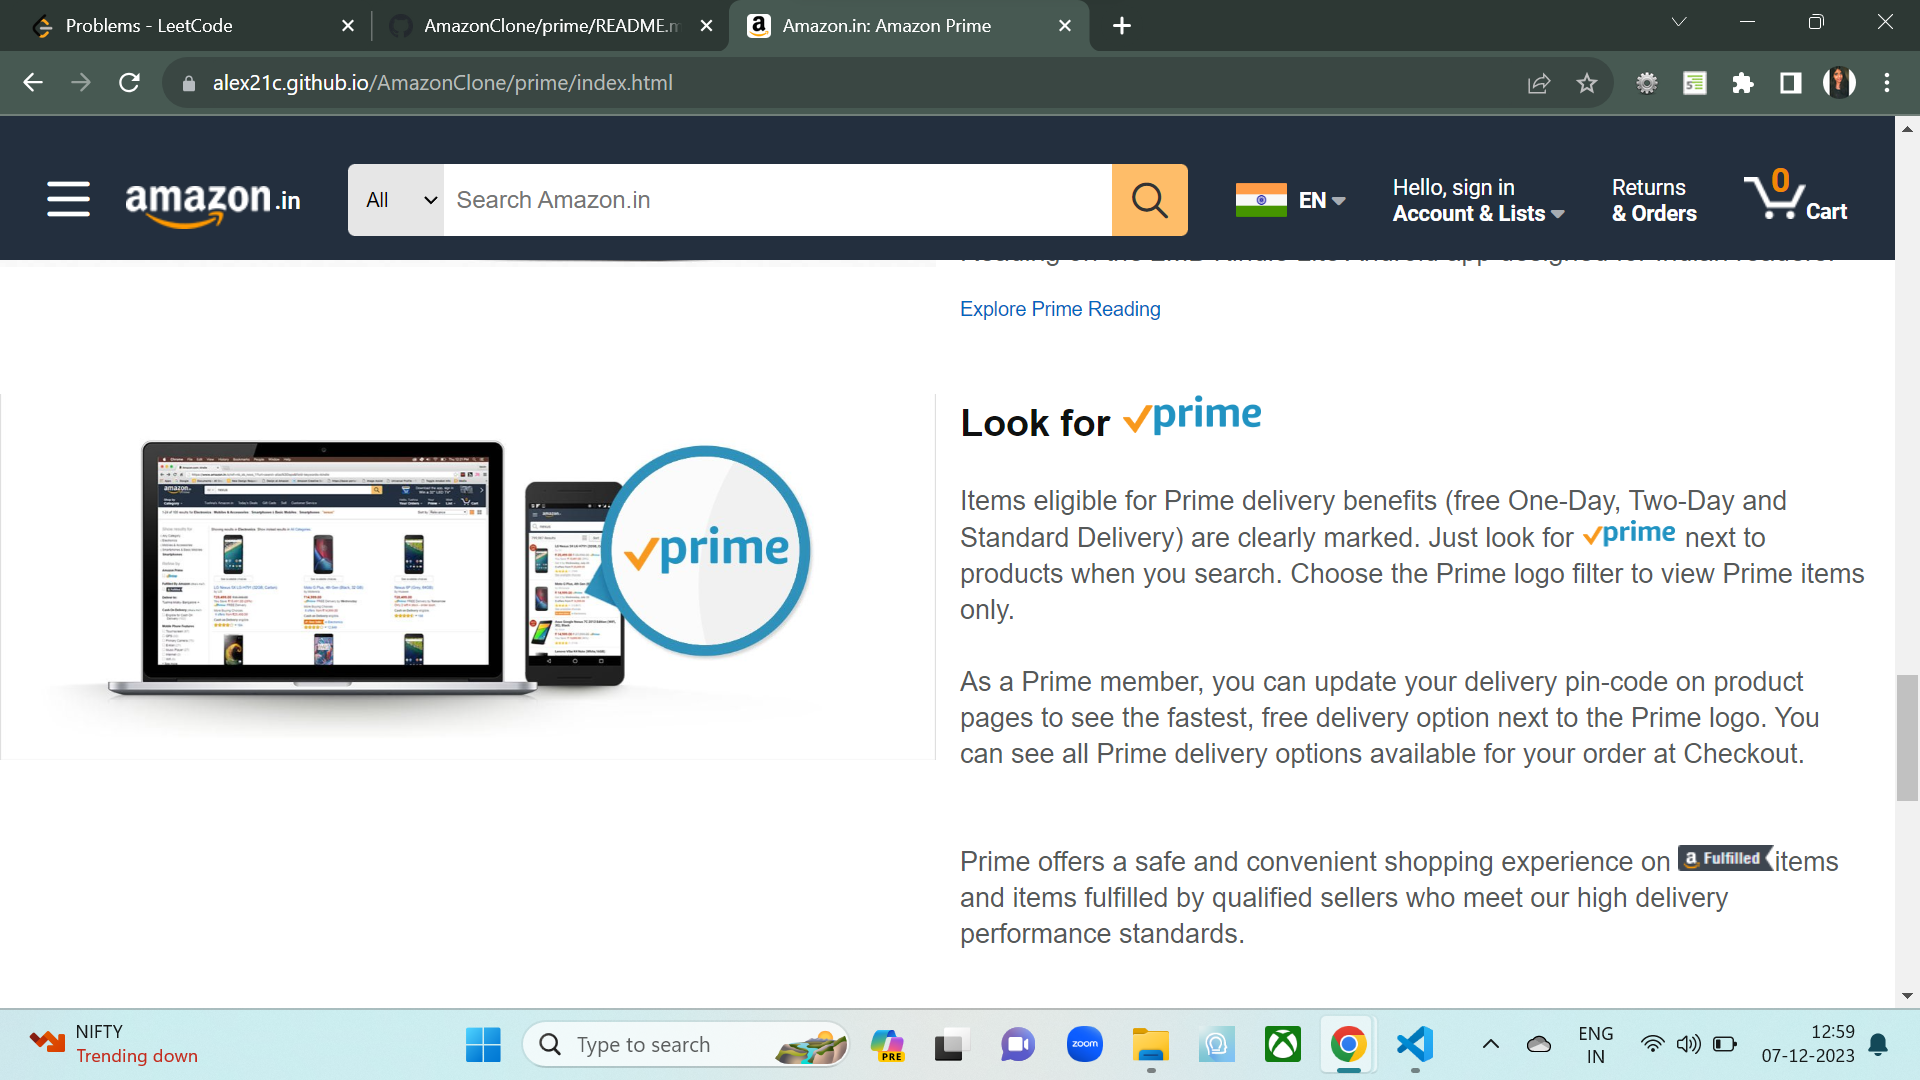 Problems - LeetCode
AmazonClone/prime/README.m
Amazon.in: Amazon Prime
alex21c.github.io/AmazonClone/prime/index.html
amazon.in
All
Search Amazon.in
EN
Hello, sign in
Account & Lists
Returns
& Orders
0
Cart
Explore Prime Reading
Look for prime
prime
Items eligible for Prime delivery benefits (free One-Day, Two-Day and
Standard Delivery) are clearly marked. Just look for prime next to
products when you search. Choose the Prime logo filter to view Prime items
only.
As a Prime member, you can update your delivery pin-code on product
pages to see the fastest, free delivery option next to the Prime logo. You
can see all Prime delivery options available for your order at Checkout.
Prime offers a safe and convenient shopping experience on a Fulfilled items
and items fulfilled by qualified sellers who meet our high delivery
performance standards.
NIFTY
Trending down
Type to search
PRE
zoom
ENG
IN
12:59
07-12-2023